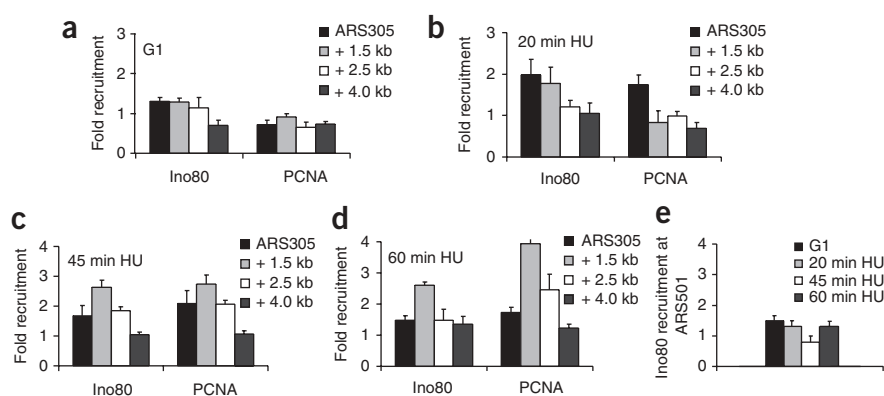 a
G1
Fold recruitment
3
2
1
0
Ino80
PCNA
ARS305
+ 1.5 kb
+ 2.5 kb
+ 4.0 kb
b
20 min HU
Fold recruitment
3
2
1
0
Ino80
PCNA
ARS305
+ 1.5 kb
+ 2.5 kb
+ 4.0 kb
c
45 min HU
Fold recruitment
4
3
2
1
0
Ino80
PCNA
ARS305
+ 1.5 kb
+ 2.5 kb
+ 4.0 kb
d
60 min HU
Fold recruitment
4
3
2
1
0
Ino80
PCNA
ARS305
+ 1.5 kb
+ 2.5 kb
+ 4.0 kb
e
Ino80 recruitment at
ARS501
4
3
2
1
0
G1
20 min HU
45 min HU
60 min HU